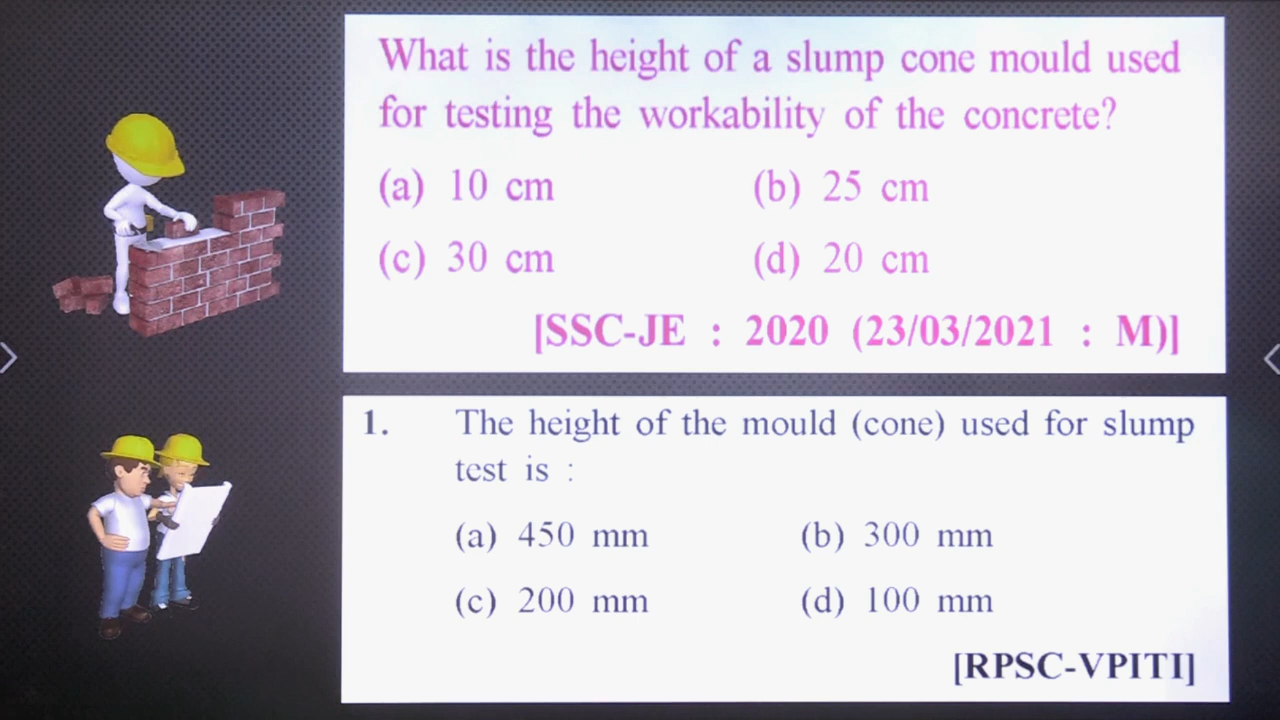 What is the height of a slump cone mould used
for testing the workability of the concrete?
(a) 10 cm (b) 25 cm
(c) 30 cm (d) 20 cm
[SSC-JE : 2020 (23/03/2021 : M)]
1. The height of the mould (cone) used for slump
test is :
(a) 450 mm (b) 300 mm
(c) 200 mm (d) 100 mm
[RPSC-VPITI]